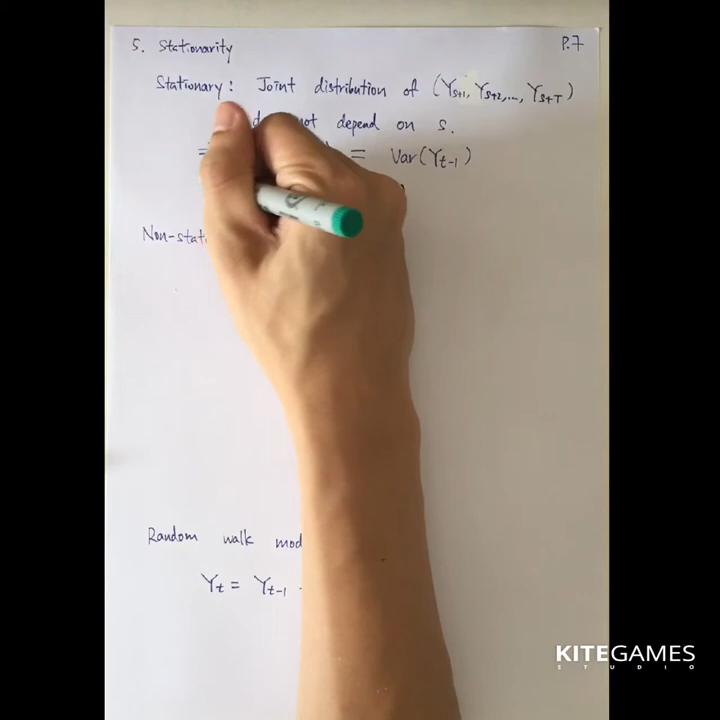 5. Stationarity P.7
Stationary: Joint distribution of (Ys+1, Ys+2,..., Ys+T)
not depend on s.
= Var(Yt-1)
Non-stat
Random walk mod
Yt = Yt-1
KITEGAMES
STUDIO